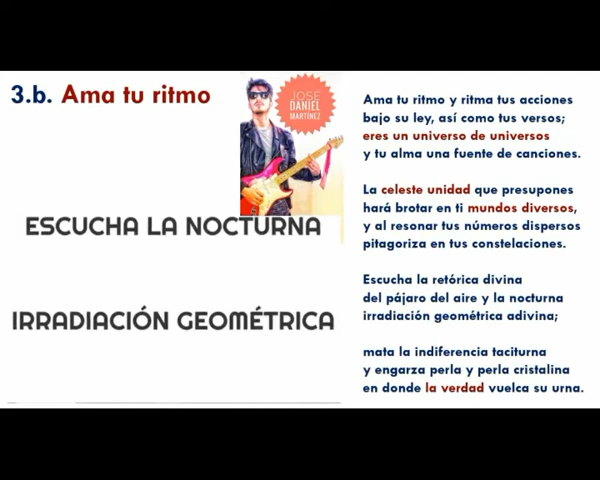 3.b. Ama tu ritmo
JOSÉ
DANIEL
MARTÍNEZ
ESCUCHA LA NOCTURNA
IRRADIACIÓN GEOMÉTRICA
Ama tu ritmo y ritma tus acciones
bajo su ley, así como tus versos;
eres un universo de universos
y tu alma una fuente de canciones.
La celeste unidad que presupones
hará brotar en ti mundos diversos,
y al resonar tus números dispersos
pitagoriza en tus constelaciones.
Escucha la retórica divina
del pájaro del aire y la nocturna
irradiación geométrica adivina;
mata la indiferencia taciturna
y engarza perla y perla cristalina
en donde la verdad vuelca su urna.